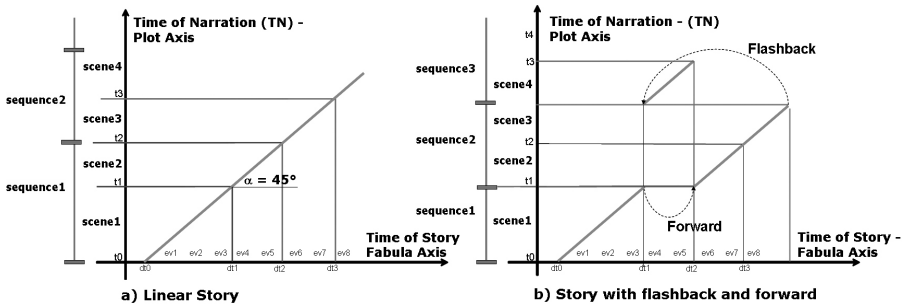 Time of Narration (TN) -
Plot Axis
scene4
sequence2
t3
scene3
t2
scene2
t1
α = 45°
sequence1
scene1
Time of Story
Fabula Axis
ev1 ev2 ev3 ev4 ev5 ev6 ev7 ev8
t0
dt0 dt1 dt2 dt3
a) Linear Story
Time of Narration - (TN)
Plot Axis
t4
Flashback
t3
sequence3
scene4
scene3
t2
sequence2
scene2
t1
sequence1
scene1
Forward
Time of Story -
Fabula Axis
ev1 ev2 ev3 ev4 ev5 ev6 ev7 ev8
t0
dt0 dt1 dt2 dt3
b) Story with flashback and forward